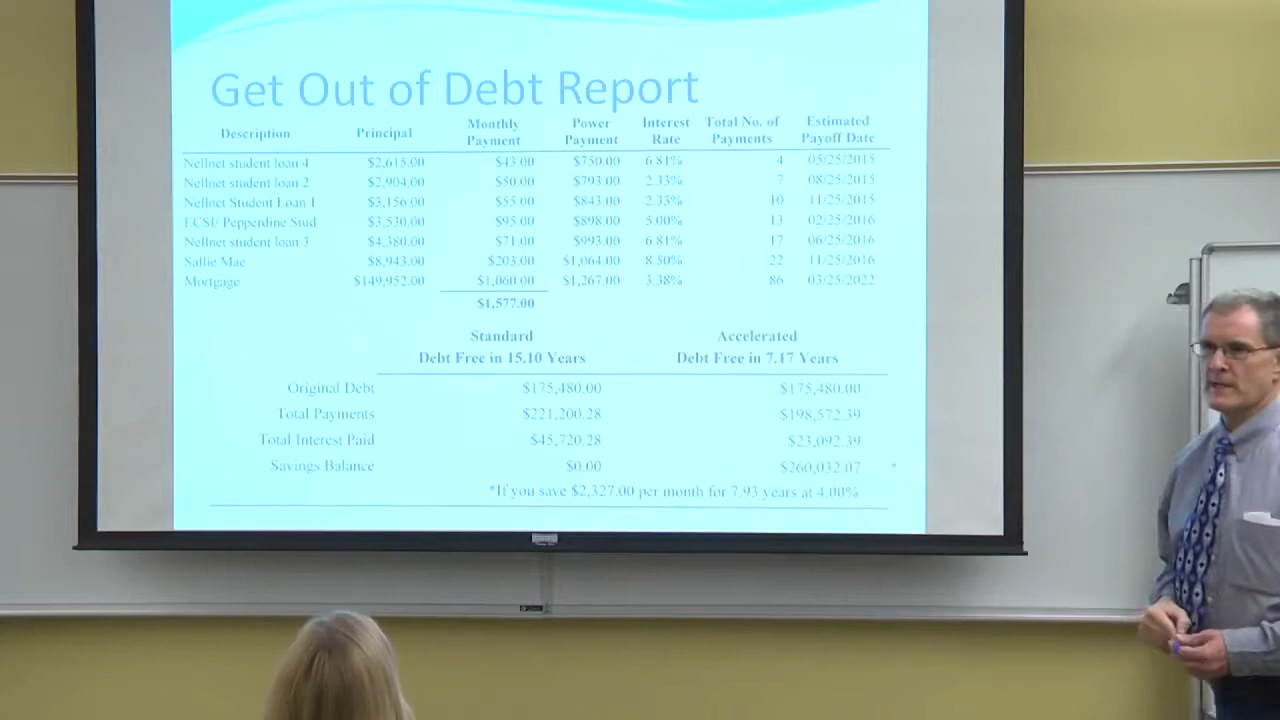 Get Out of Debt Report
Description Principal Monthly Payment Power Payment Interest Rate Total No. of Payments Estimated Payoff Date
Nellnet student loan 4 $2,615.00 $43.00 $750.00 6.81% 4 05/25/2015
Nellnet student loan 2 $2,904.00 $50.00 $793.00 2.33% 7 08/25/2015
Nellnet Student Loan 1 $3,156.00 $55.00 $843.00 2.33% 10 11/25/2015
ECSI/ Pepperdine Stud $3,530.00 $95.00 $898.00 5.00% 13 02/25/2016
Nellnet student loan 3 $4,380.00 $71.00 $993.00 6.81% 17 06/25/2016
Sallie Mae $8,943.00 $203.00 $1,064.00 8.50% 22 11/25/2016
Mortgage $149,952.00 $1,060.00 $1,267.00 3.38% 86 03/25/2022
$1,577.00
Standard Accelerated
Debt Free in 15.10 Years Debt Free in 7.17 Years
Original Debt $175,480.00 $175,480.00
Total Payments $221,200.28 $198,572.39
Total Interest Paid $45,720.28 $23,092.39
Savings Balance $0.00 $260,032.07 *
*If you save $2,327.00 per month for 7.93 years at 4.00%